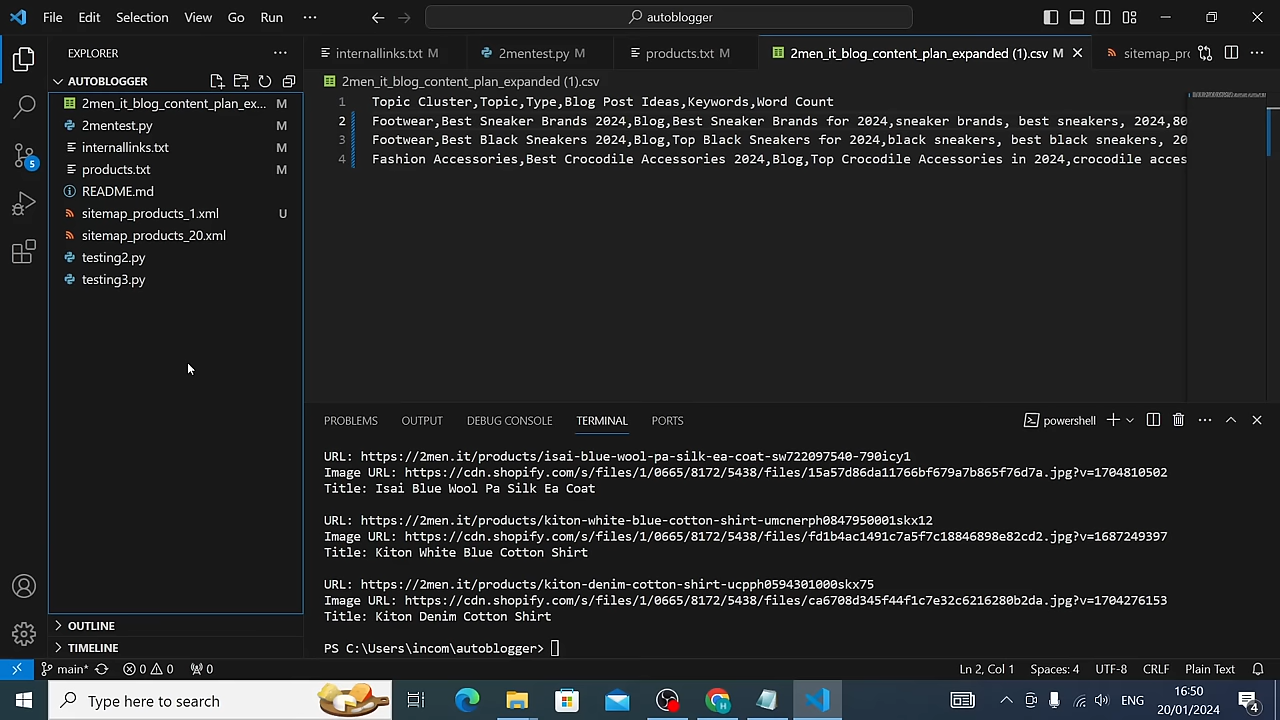 File Edit Selection View Go Run ··· autoblogger
EXPLORER
AUTOBLOGGER
2men_it_blog_content_plan_ex... M
2mentest.py M
internallinks.txt M
products.txt M
README.md
sitemap_products_1.xml U
sitemap_products_20.xml
testing2.py
testing3.py
OUTLINE
TIMELINE
5
internallinks.txt M 2mentest.py M products.txt M 2men_it_blog_content_plan_expanded (1).csv M sitemap_pr
2men_it_blog_content_plan_expanded (1).csv
1 Topic Cluster,Topic,Type,Blog Post Ideas,Keywords,Word Count
2 Footwear,Best Sneaker Brands 2024,Blog,Best Sneaker Brands for 2024,sneaker brands, best sneakers, 2024,80
3 Footwear,Best Black Sneakers 2024,Blog,Top Black Sneakers for 2024,black sneakers, best black sneakers, 20
4 Fashion Accessories,Best Crocodile Accessories 2024,Blog,Top Crocodile Accessories in 2024,crocodile acces
PROBLEMS OUTPUT DEBUG CONSOLE TERMINAL PORTS powershell
URL: https://2men.it/products/isai-blue-wool-pa-silk-ea-coat-sw722097540-790icy1
Image URL: https://cdn.shopify.com/s/files/1/0665/8172/5438/files/15a57d86da11766bf679a7b865f76d7a.jpg?v=1704810502
Title: Isai Blue Wool Pa Silk Ea Coat
URL: https://2men.it/products/kiton-white-blue-cotton-shirt-umcnerph0847950001skx12
Image URL: https://cdn.shopify.com/s/files/1/0665/8172/5438/files/fd1b4ac1491c7a5f7c18846898e82cd2.jpg?v=1687249397
Title: Kiton White Blue Cotton Shirt
URL: https://2men.it/products/kiton-denim-cotton-shirt-ucpph0594301000skx75
Image URL: https://cdn.shopify.com/s/files/1/0665/8172/5438/files/ca6708d345f44f1c7e32c6216280b2da.jpg?v=1704276153
Title: Kiton Denim Cotton Shirt
PS C:\Users\incom\autoblogger>
main* 0 0 0 Ln 2, Col 1 Spaces: 4 UTF-8 CRLF Plain Text
Type here to search ENG 16:50
20/01/2024 4